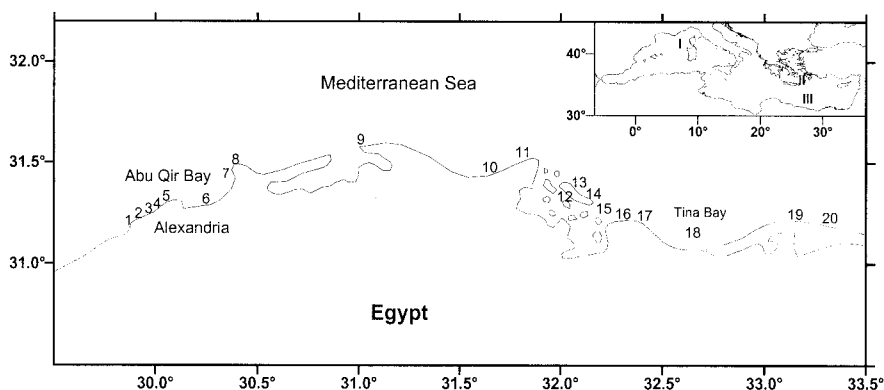 32.0°
31.5°
31.0°
Mediterranean Sea
Abu Qir Bay
Alexandria
Tina Bay
Egypt
1 2 3 4 5 6 7 8 9 10 11 12 13 14 15 16 17 18 19 20
30.0° 30.5° 31.0° 31.5° 32.0° 32.5° 33.0° 33.5°
40°
30°
I
II
III
0° 10° 20° 30°